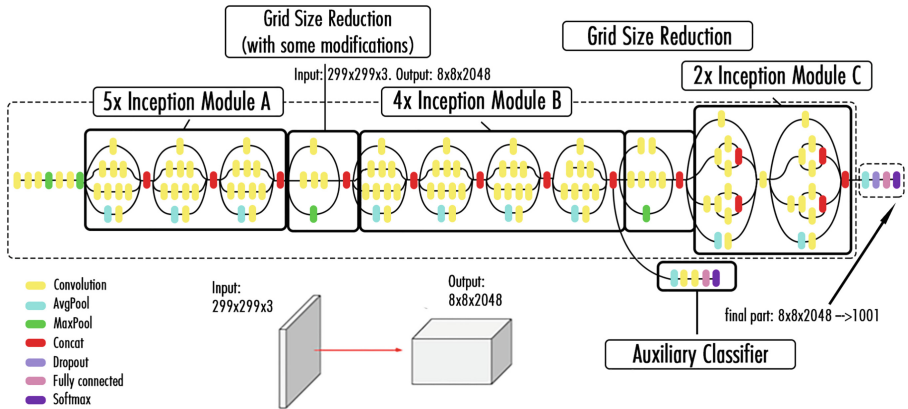 Grid Size Reduction
(with some modifications)
Grid Size Reduction
Input: 299x299x3. Output: 8x8x2048
2x Inception Module C
5x Inception Module A
4x Inception Module B
Convolution
AvgPool
MaxPool
Concat
Dropout
Fully connected
Softmax
Input:
299x299x3
Output:
8x8x2048
final part: 8x8x2048 -->1001
Auxiliary Classifier